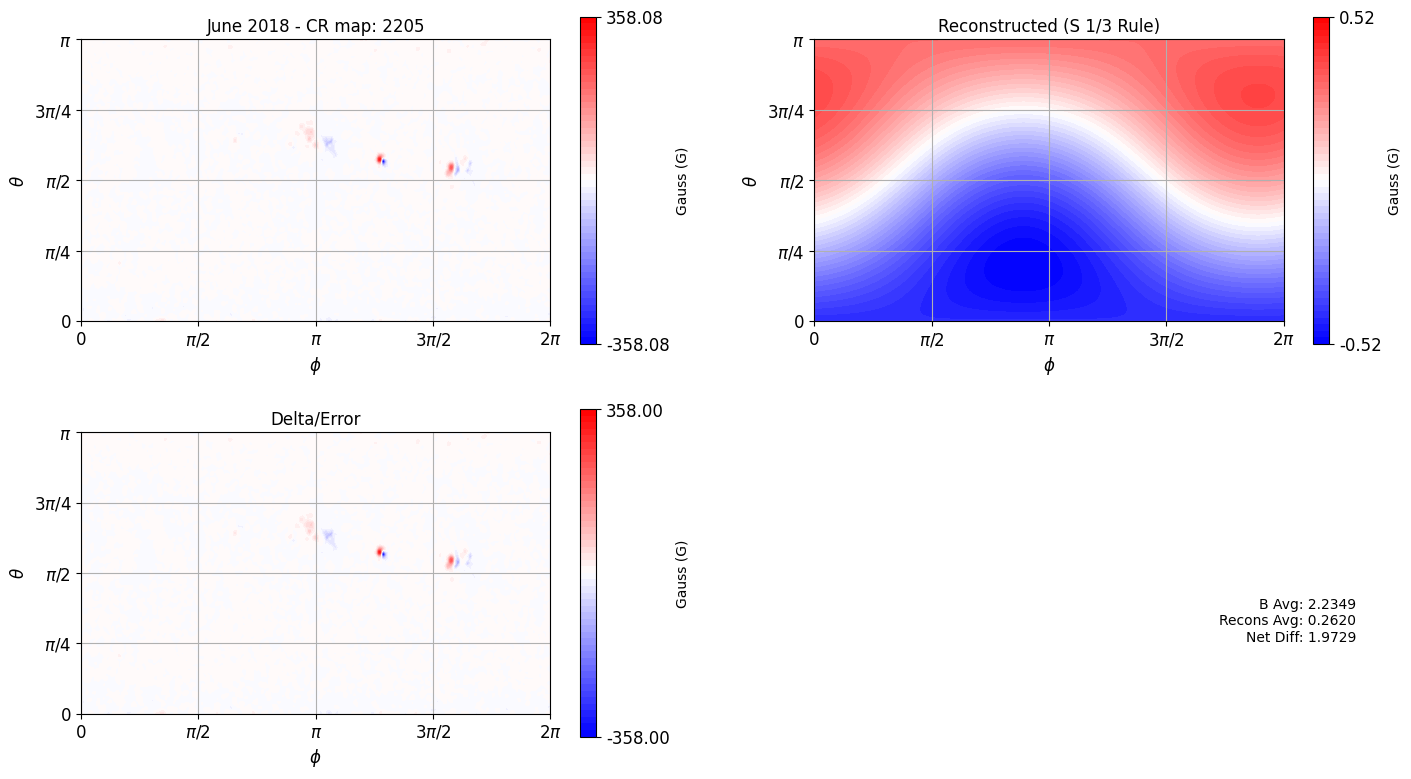 June 2018 - CR map: 2205
π
3π/4
π/2
π/4
0
θ
0
π/2
π
3π/2
2π
ϕ
358.08
-358.08
Gauss (G)
Reconstructed (S 1/3 Rule)
π
3π/4
π/2
π/4
0
θ
0
π/2
π
3π/2
2π
ϕ
0.52
-0.52
Gauss (G)
Delta/Error
π
3π/4
π/2
π/4
0
θ
0
π/2
π
3π/2
2π
ϕ
358.00
-358.00
Gauss (G)
B Avg: 2.2349
Recons Avg: 0.2620
Net Diff: 1.9729